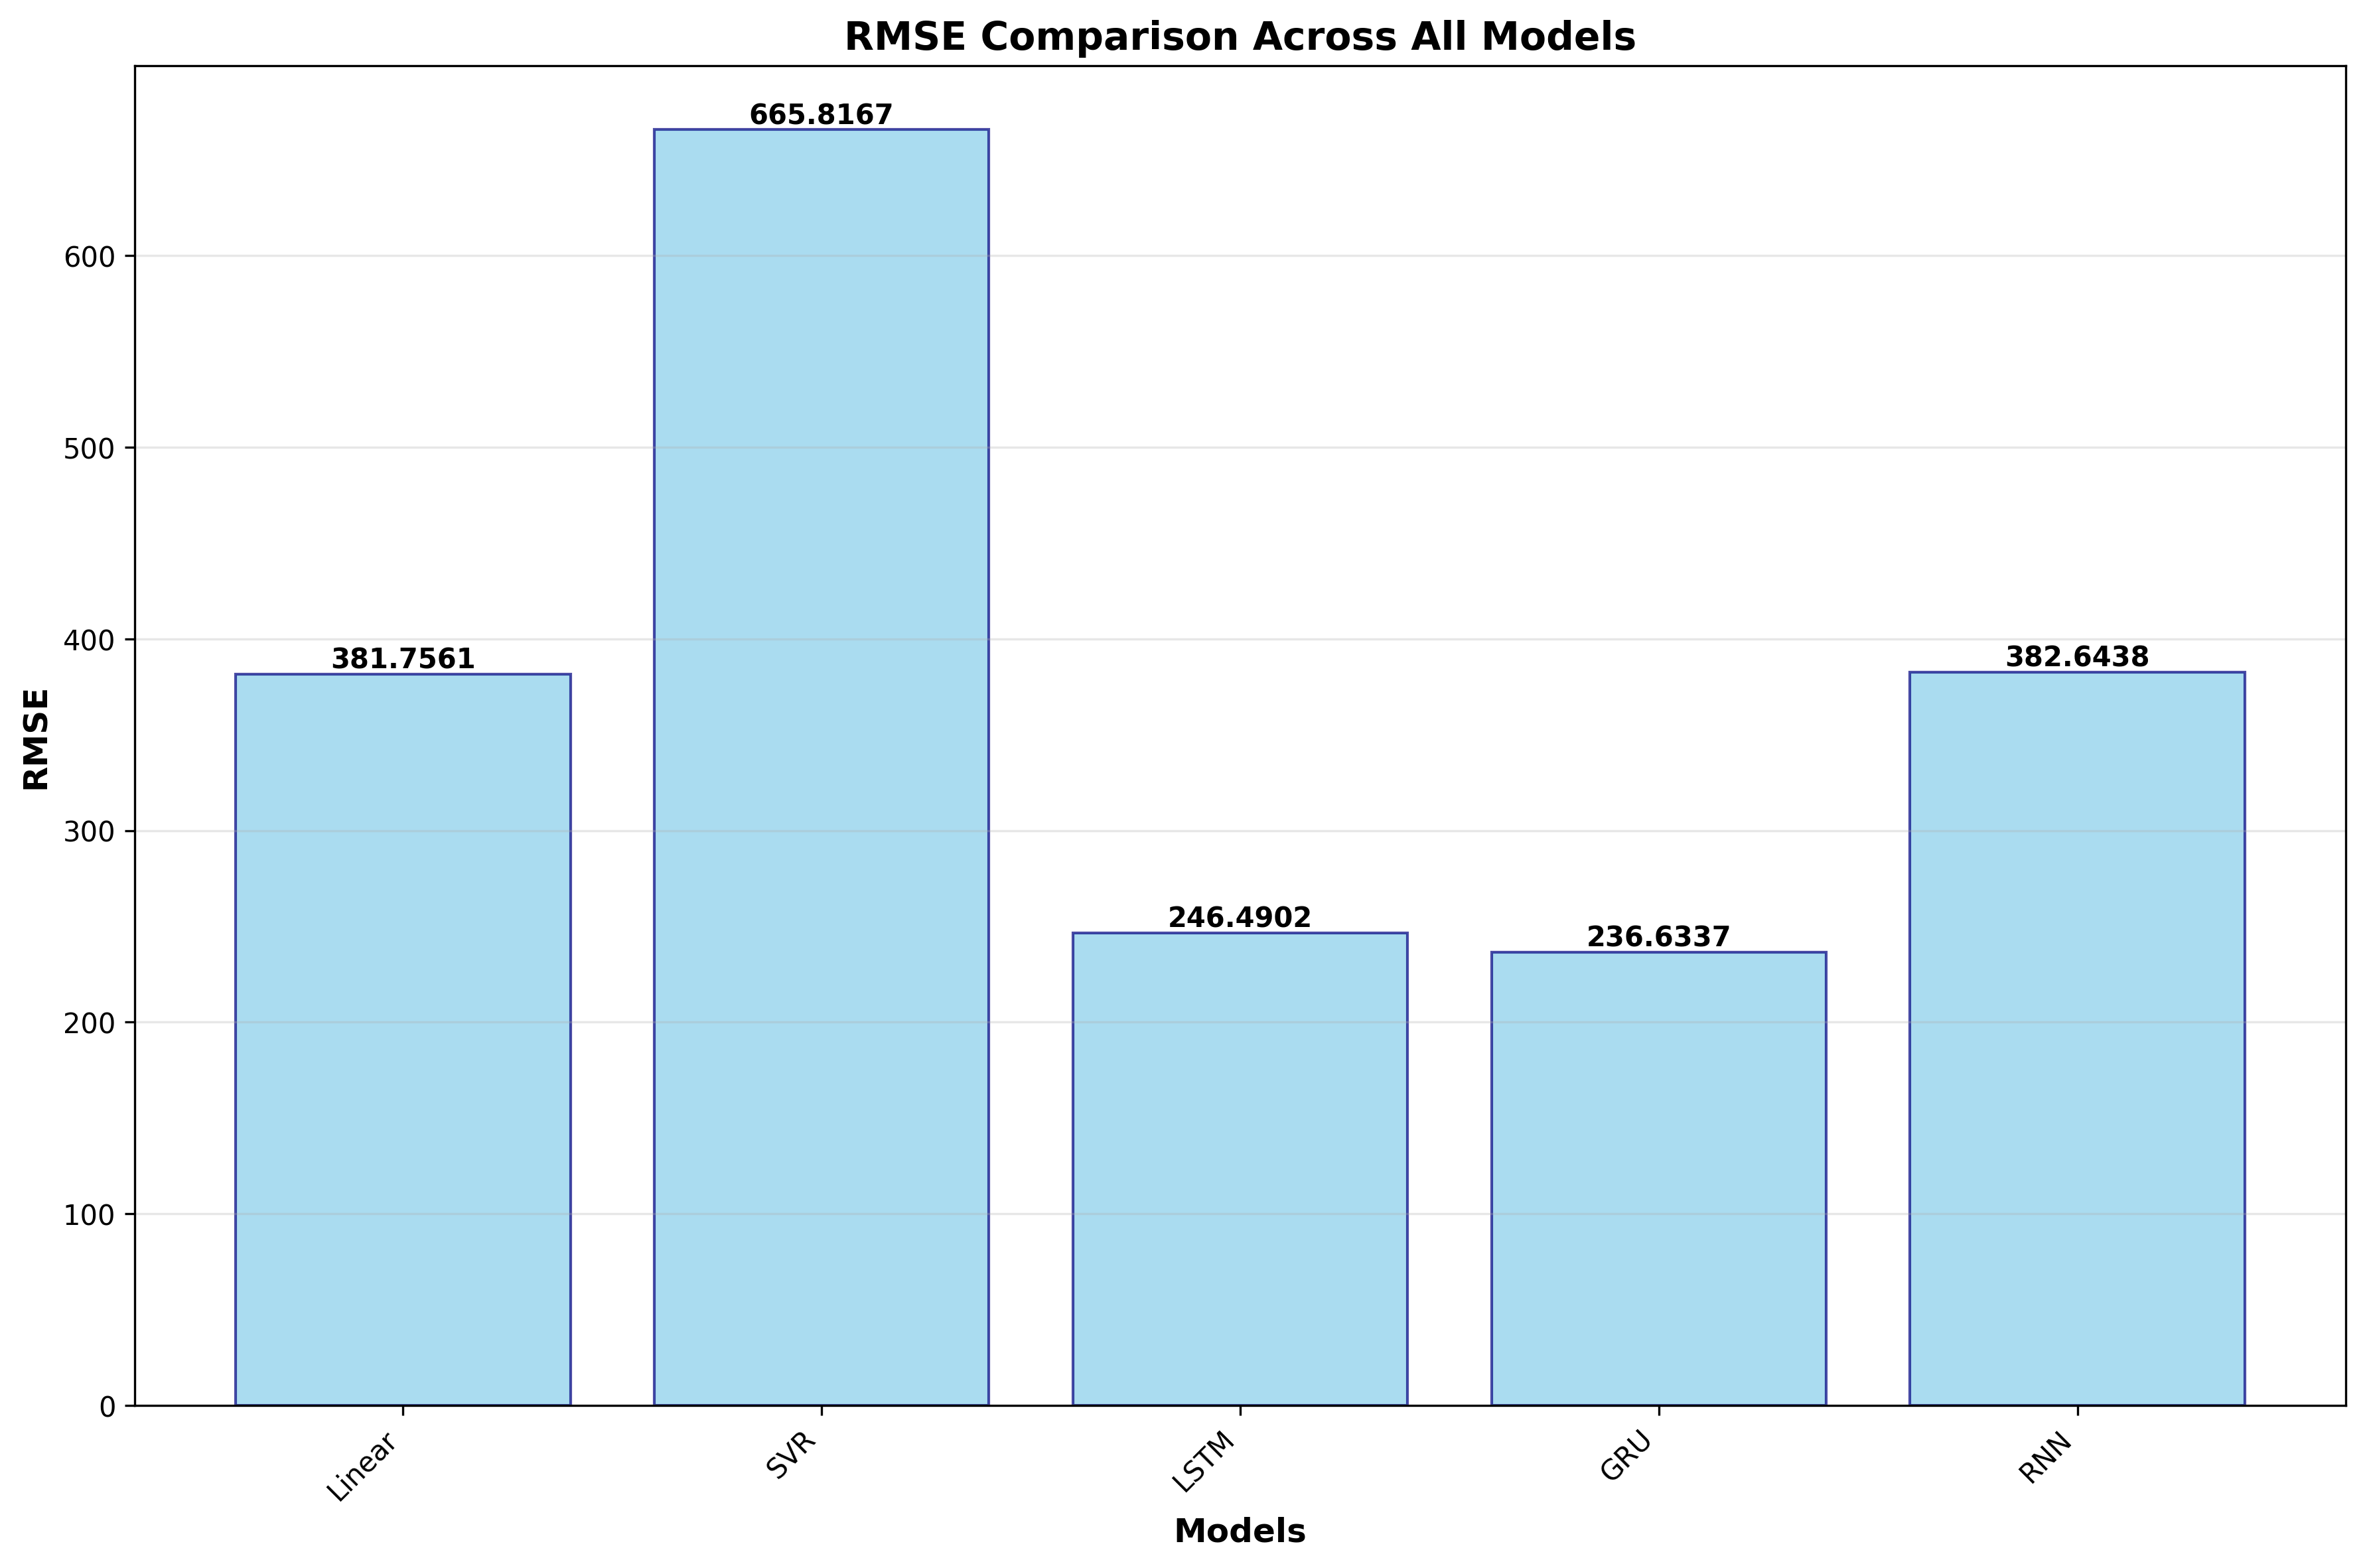 RMSE Comparison Across All Models
665.8167
600
500
400
381.7561
382.6438
RMSE
300
246.4902
236.6337
200
100
0
Linear
SVR
LSTM
GRU
RNN
Models